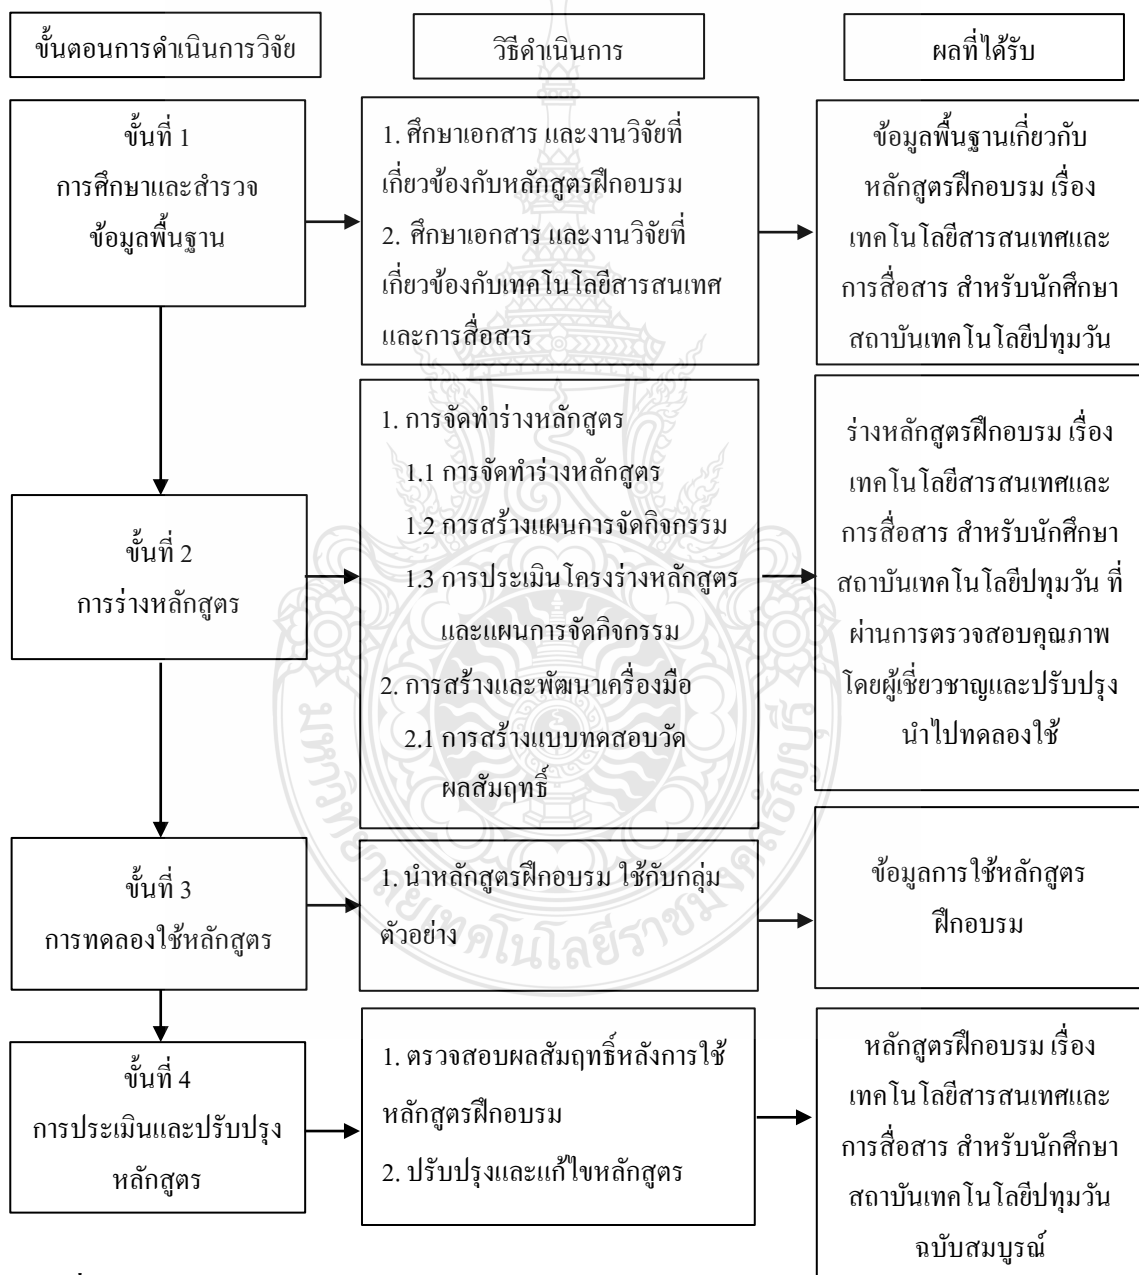 ขั้นตอนการดำเนินการวิจัย
วิธีดำเนินการ
ผลที่ได้รับ
ขั้นที่ 1
การศึกษาและสำรวจ
ข้อมูลพื้นฐาน
1. ศึกษาเอกสาร และงานวิจัยที่
เกี่ยวข้องกับหลักสูตรฝึกอบรม
2. ศึกษาเอกสาร และงานวิจัยที่
เกี่ยวข้องกับเทคโนโลยีสารสนเทศ
และการสื่อสาร
ข้อมูลพื้นฐานเกี่ยวกับ
หลักสูตรฝึกอบรม เรื่อง
เทคโนโลยีสารสนเทศและ
การสื่อสาร สำหรับนักศึกษา
สถาบันเทคโนโลยีปทุมวัน
ขั้นที่ 2
การร่างหลักสูตร
1. การจัดทำร่างหลักสูตร
1.1 การจัดทำร่างหลักสูตร
1.2 การสร้างแผนการจัดกิจกรรม
1.3 การประเมินโครงร่างหลักสูตร
และแผนการจัดกิจกรรม
2. การสร้างและพัฒนาเครื่องมือ
2.1 การสร้างแบบทดสอบวัด
ผลสัมฤทธิ์
ร่างหลักสูตรฝึกอบรม เรื่อง
เทคโนโลยีสารสนเทศและ
การสื่อสาร สำหรับนักศึกษา
สถาบันเทคโนโลยีปทุมวัน ที่
ผ่านการตรวจสอบคุณภาพ
โดยผู้เชี่ยวชาญและปรับปรุง
นำไปทดลองใช้
ขั้นที่ 3
การทดลองใช้หลักสูตร
1. นำหลักสูตรฝึกอบรม ใช้กับกลุ่ม
ตัวอย่าง
ข้อมูลการใช้หลักสูตร
ฝึกอบรม
ขั้นที่ 4
การประเมินและปรับปรุง
หลักสูตร
1. ตรวจสอบผลสัมฤทธิ์หลังการใช้
หลักสูตรฝึกอบรม
2. ปรับปรุงและแก้ไขหลักสูตร
หลักสูตรฝึกอบรม เรื่อง
เทคโนโลยีสารสนเทศและ
การสื่อสาร สำหรับนักศึกษา
สถาบันเทคโนโลยีปทุมวัน
ฉบับสมบูรณ์
มหาวิทยาลัยเทคโนโลยีราชมงคลธัญบุรี